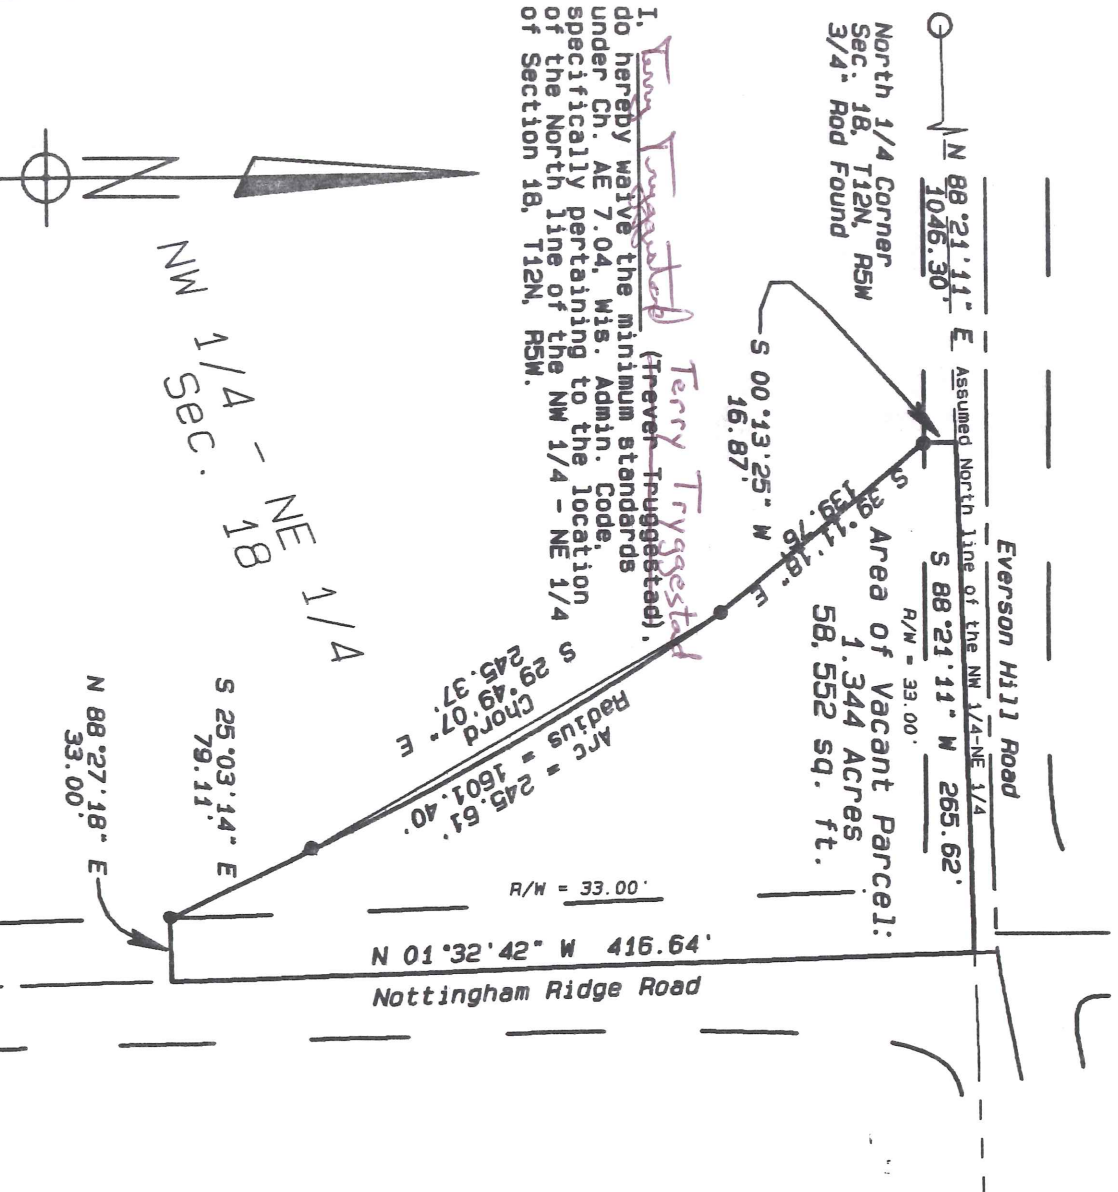 Everson Hill Road
N 88°21'11" E Assumed North line of the NW 1/4-NE 1/4
1046.30'
S 88°21'11" W 265.62'
R/W = 33.00'
North 1/4 Corner
Sec. 18, T12N, R5W
3/4" Rod Found
Area of Vacant Parcel:
1.344 Acres
58,552 sq. ft.
S 00°13'25" W
16.87'
S 39°11'18" E
139.76'
Arc = 245.61'
Radius = 1601.40'
Chord
S 29°49'07" E
245.37'
S 25°03'14" E
79.11'
N 88°27'18" E
33.00'
R/W = 33.00'
N 01°32'42" W 416.64'
Nottingham Ridge Road
Terry Tryggestad
I, Terry Tryggestad (Trever Truggestad),
do hereby waive the minimum standards
under Ch. AE 7.04, Wis. Admin. Code,
specifically pertaining to the location
of the North line of the NW 1/4 - NE 1/4
of Section 18, T12N, R5W.
NW 1/4 - NE 1/4
Sec. 18
N